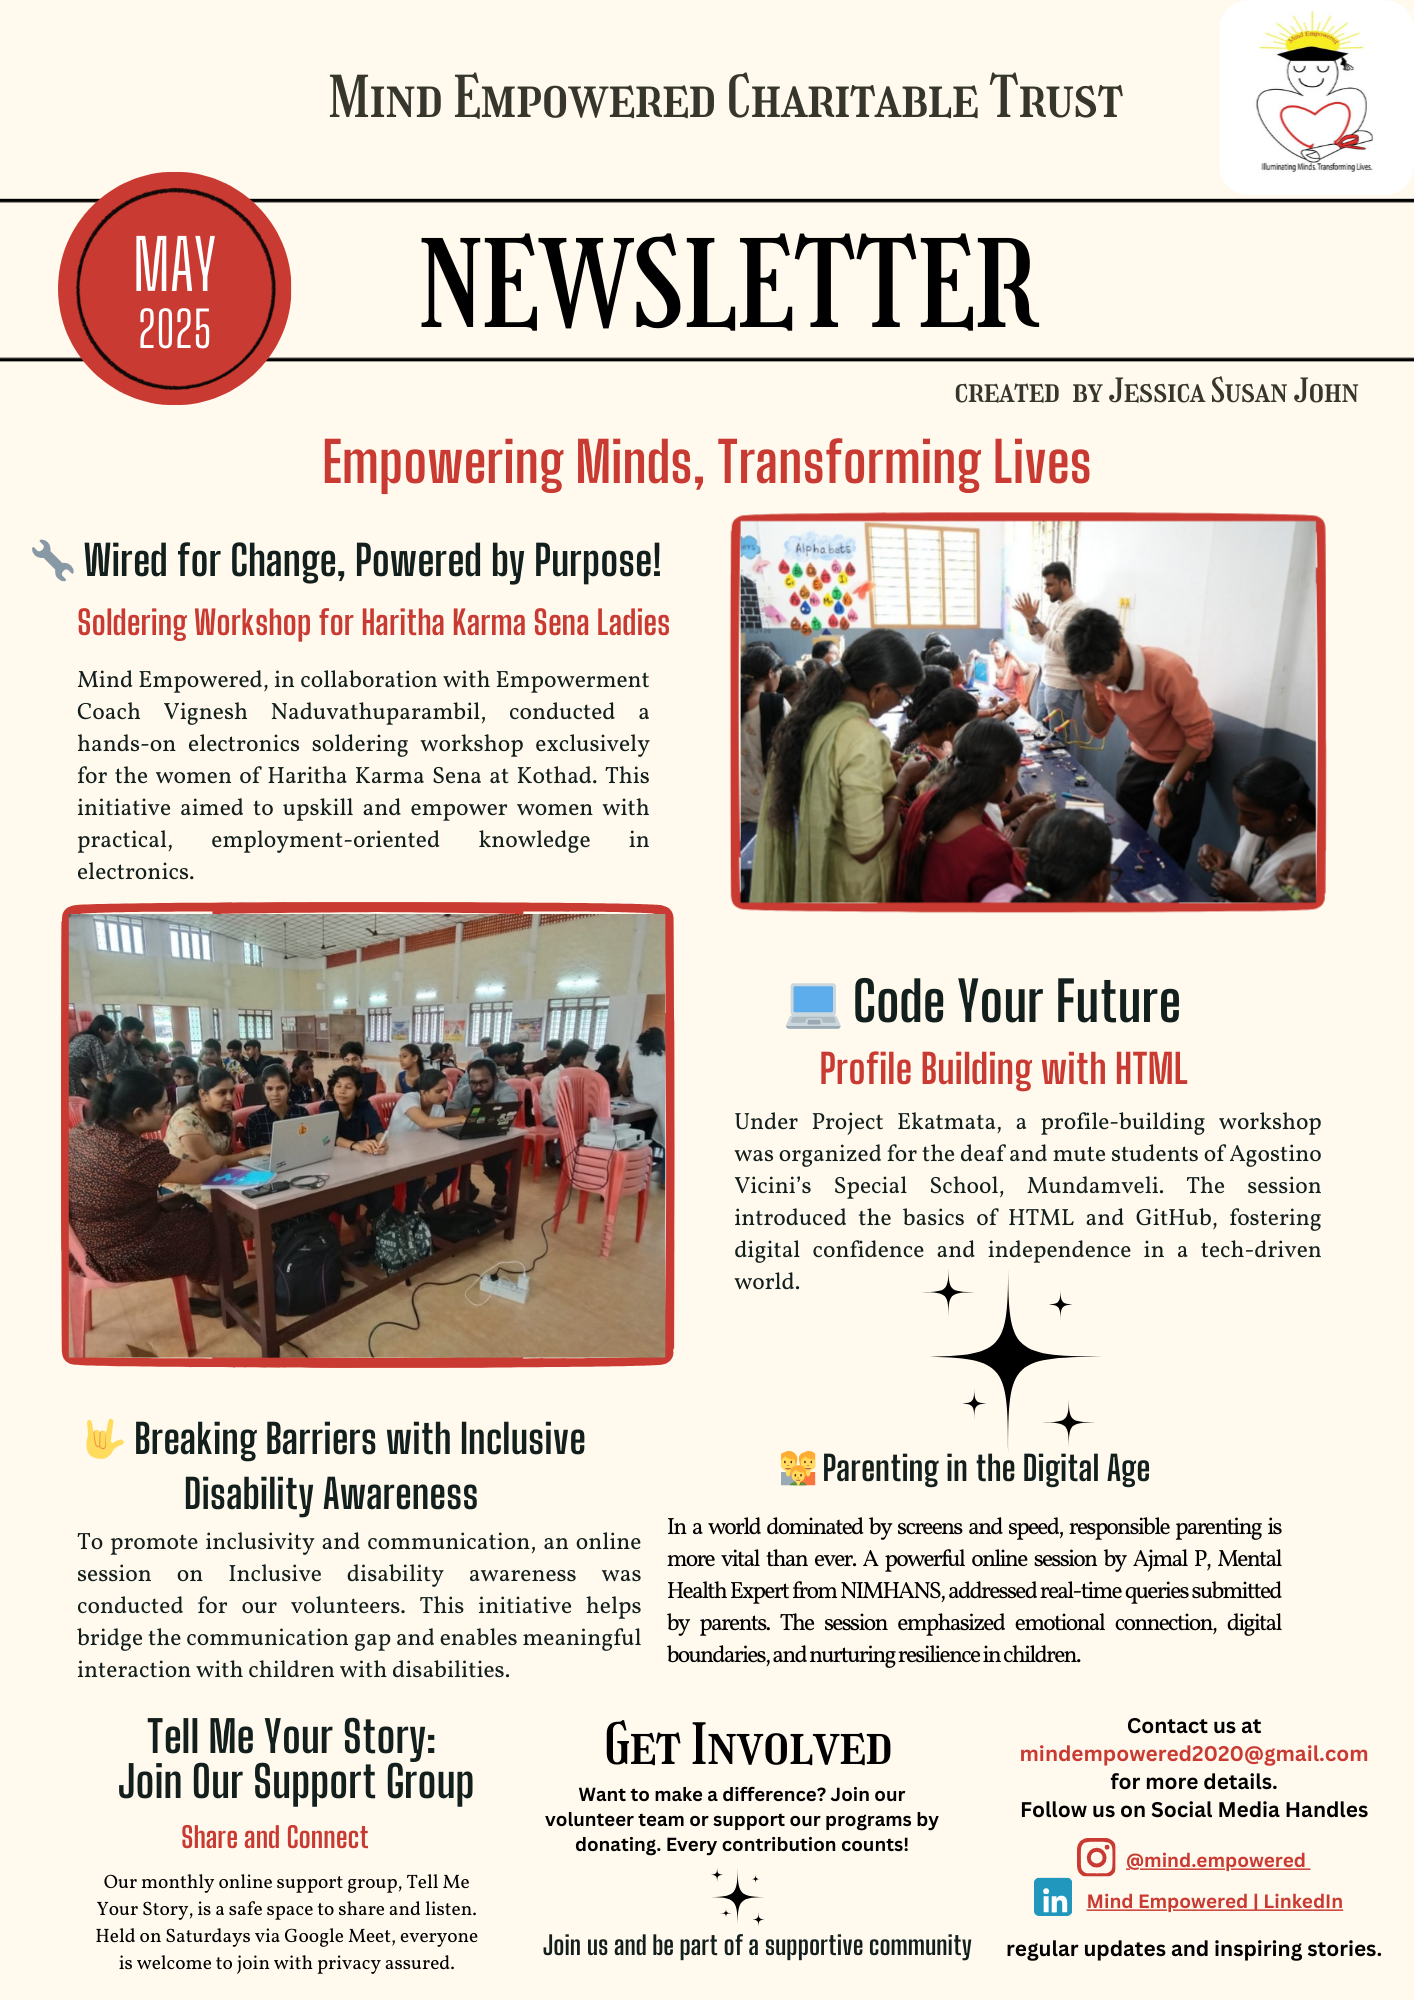 Mind Empowered Charitable Trust
Mind Empowered
Illuminating Minds. Transforming Lives.
MAY
2025
NEWSLETTER
created by Jessica Susan John
Empowering Minds, Transforming Lives
Wired for Change, Powered by Purpose!
Soldering Workshop for Haritha Karma Sena Ladies
Mind Empowered, in collaboration with Empowerment
Coach Vignesh Naduvathuparambil, conducted a
hands-on electronics soldering workshop exclusively
for the women of Haritha Karma Sena at Kothad. This
initiative aimed to upskill and empower women with
practical, employment-oriented knowledge in
electronics.
Alphabets
Code Your Future
Profile Building with HTML
Under Project Ekatmata, a profile-building workshop
was organized for the deaf and mute students of Agostino
Vicini’s Special School, Mundamveli. The session
introduced the basics of HTML and GitHub, fostering
digital confidence and independence in a tech-driven
world.
Breaking Barriers with Inclusive
Disability Awareness
To promote inclusivity and communication, an online
session on Inclusive disability awareness was
conducted for our volunteers. This initiative helps
bridge the communication gap and enables meaningful
interaction with children with disabilities.
Parenting in the Digital Age
In a world dominated by screens and speed, responsible parenting is
more vital than ever. A powerful online session by Ajmal P, Mental
Health Expert from NIMHANS, addressed real-time queries submitted
by parents. The session emphasized emotional connection, digital
boundaries, and nurturing resilience in children.
Tell Me Your Story:
Join Our Support Group
Share and Connect
Our monthly online support group, Tell Me
Your Story, is a safe space to share and listen.
Held on Saturdays via Google Meet, everyone
is welcome to join with privacy assured.
Get Involved
Want to make a difference? Join our
volunteer team or support our programs by
donating. Every contribution counts!
Join us and be part of a supportive community
Contact us at
mindempowered2020@gmail.com
for more details.
Follow us on Social Media Handles
@mind.empowered
in
Mind Empowered | LinkedIn
regular updates and inspiring stories.